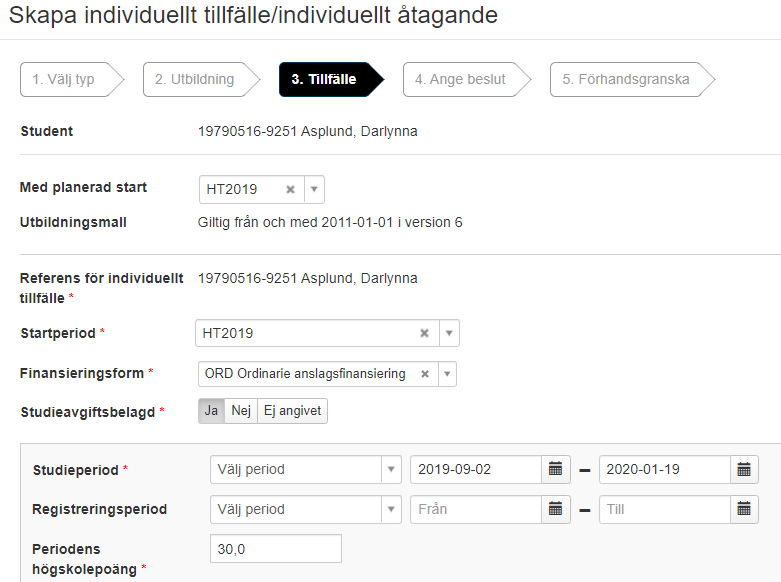 Skapa individuellt tillfälle/individuellt åtagande
1. Välj typ 2. Utbildning 3. Tillfälle 4. Ange beslut 5. Förhandsgranska
Student 19790516-9251 Asplund, Darlynna
Med planerad start HT2019
Utbildningsmall Giltig från och med 2011-01-01 i version 6
Referens för individuellt 19790516-9251 Asplund, Darlynna
tillfälle *
Startperiod * HT2019
Finansieringsform * ORD Ordinarie anslagsfinansiering
Studieavgiftsbelagd * Ja Nej Ej angivet
Studieperiod * Välj period 2019-09-02 – 2020-01-19
Registreringsperiod Välj period Från – Till
Periodens 30,0
högskolepoäng *